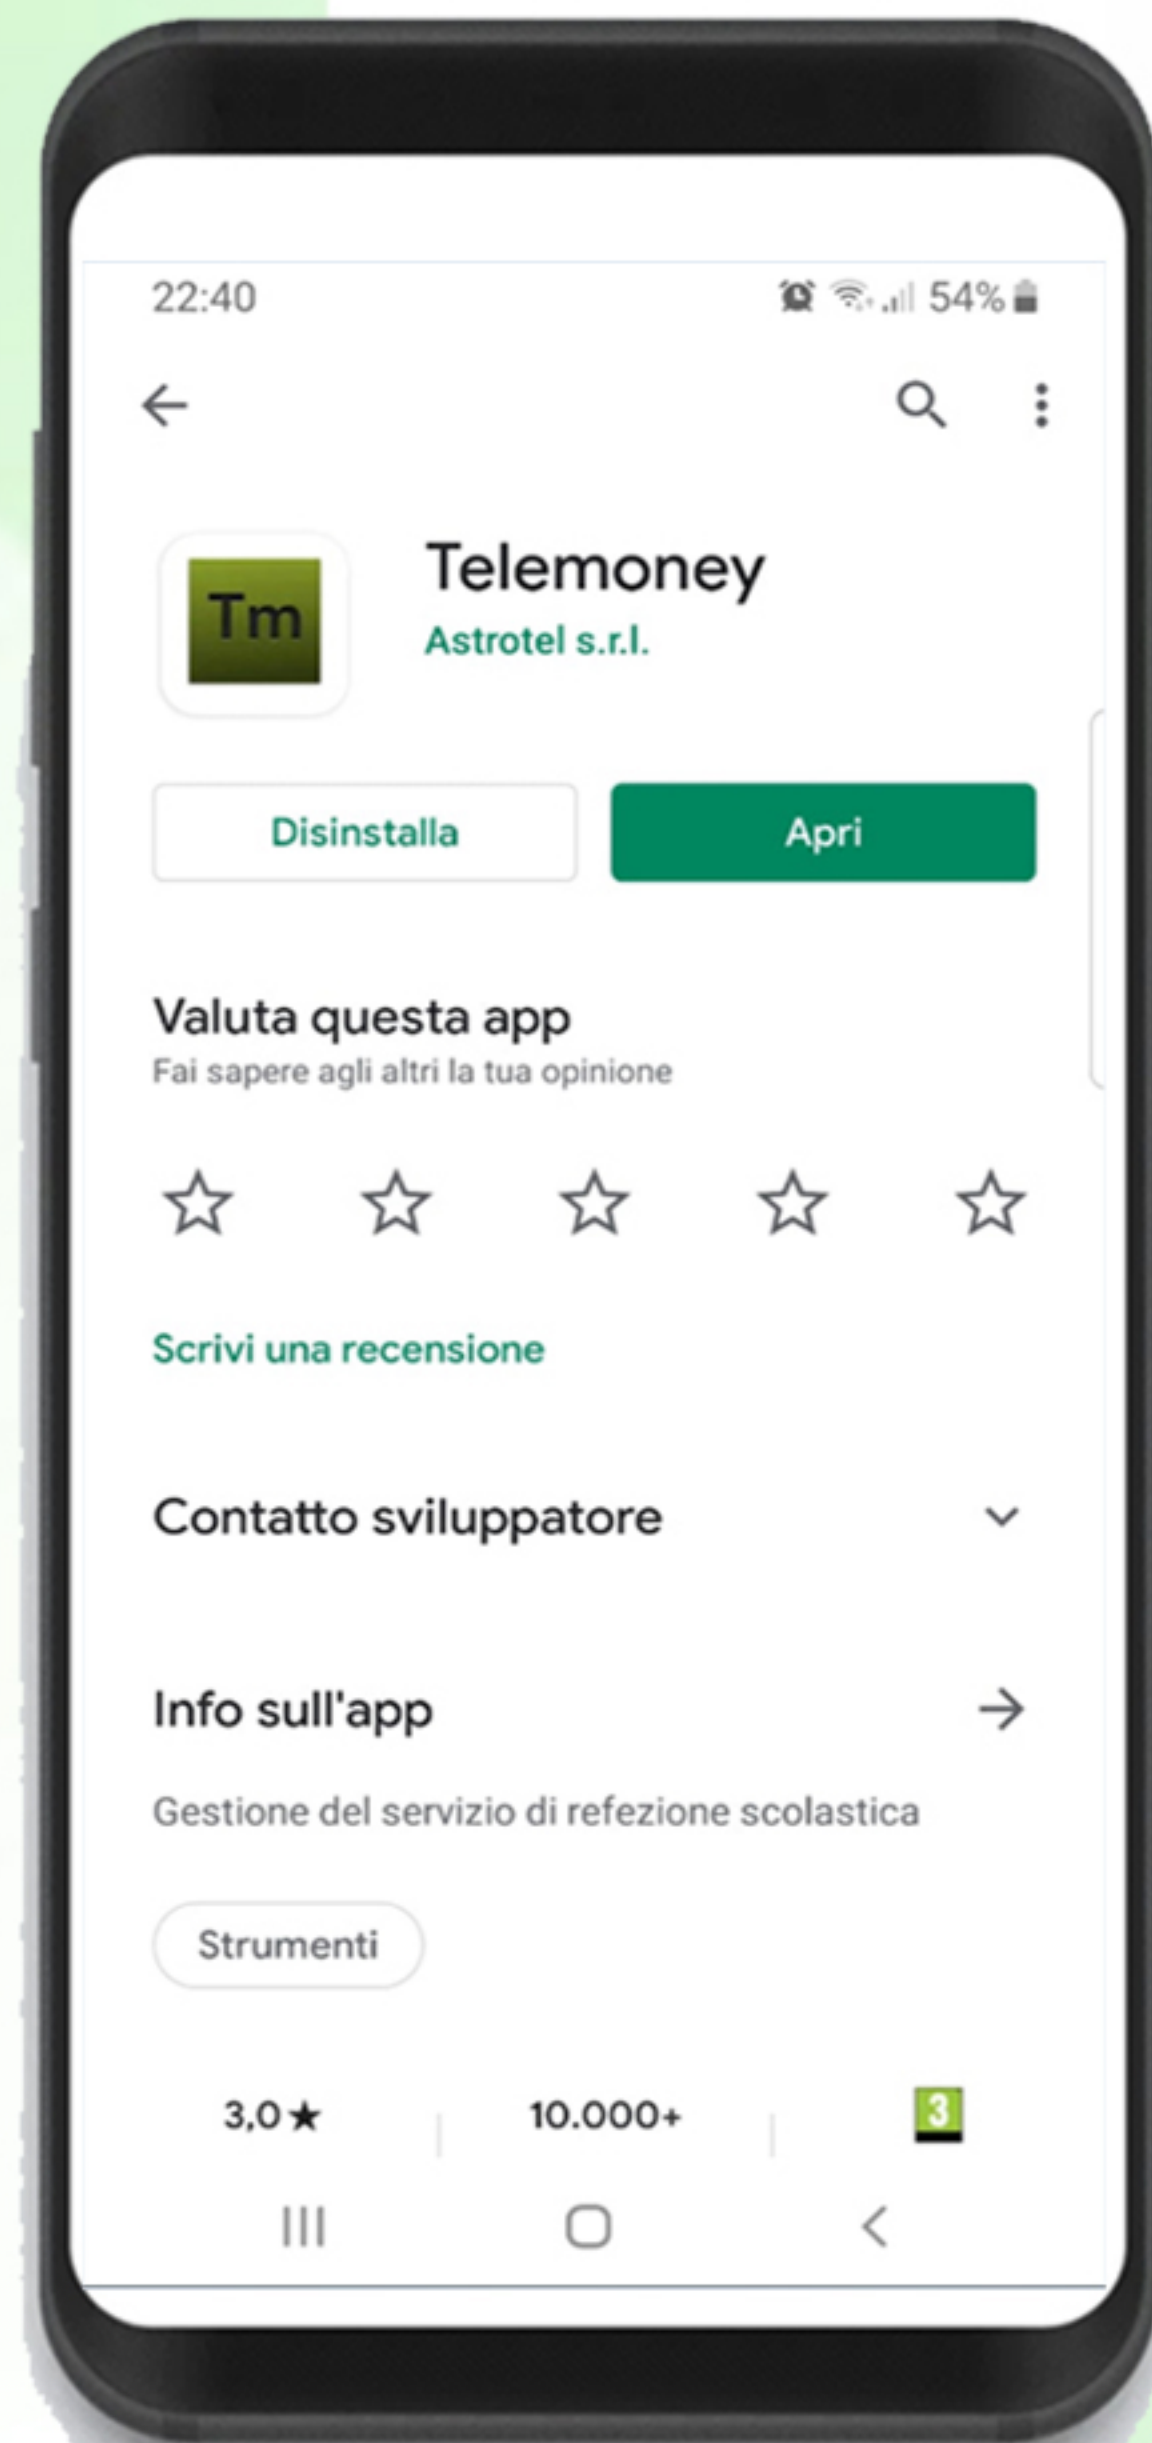 22:40 54%
Tm
Telemoney
Astrotel s.r.l.
Disinstalla Apri
Valuta questa app
Fai sapere agli altri la tua opinione
Scrivi una recensione
Contatto sviluppatore
Info sull'app
Gestione del servizio di refezione scolastica
Strumenti
3,0★ 10.000+ 3